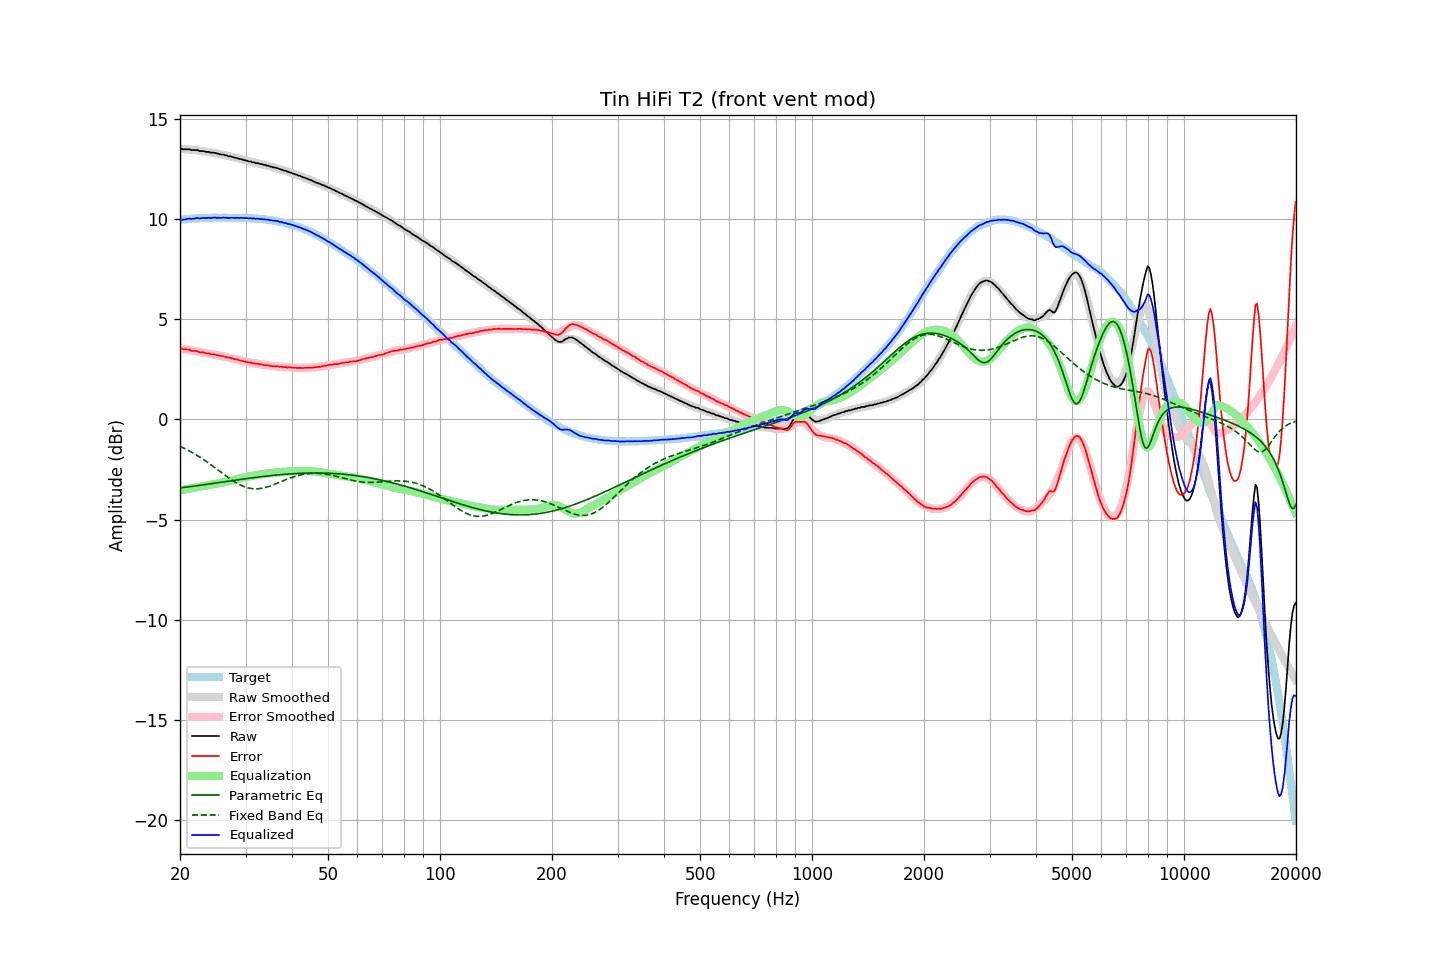 Tin HiFi T2 (front vent mod)
15
10
5
0
−5
−10
−15
−20
Amplitude (dBr)
Target
Raw Smoothed
Error Smoothed
Raw
Error
Equalization
Parametric Eq
Fixed Band Eq
Equalized
20
50
100
200
500
1000
2000
5000
10000
20000
Frequency (Hz)